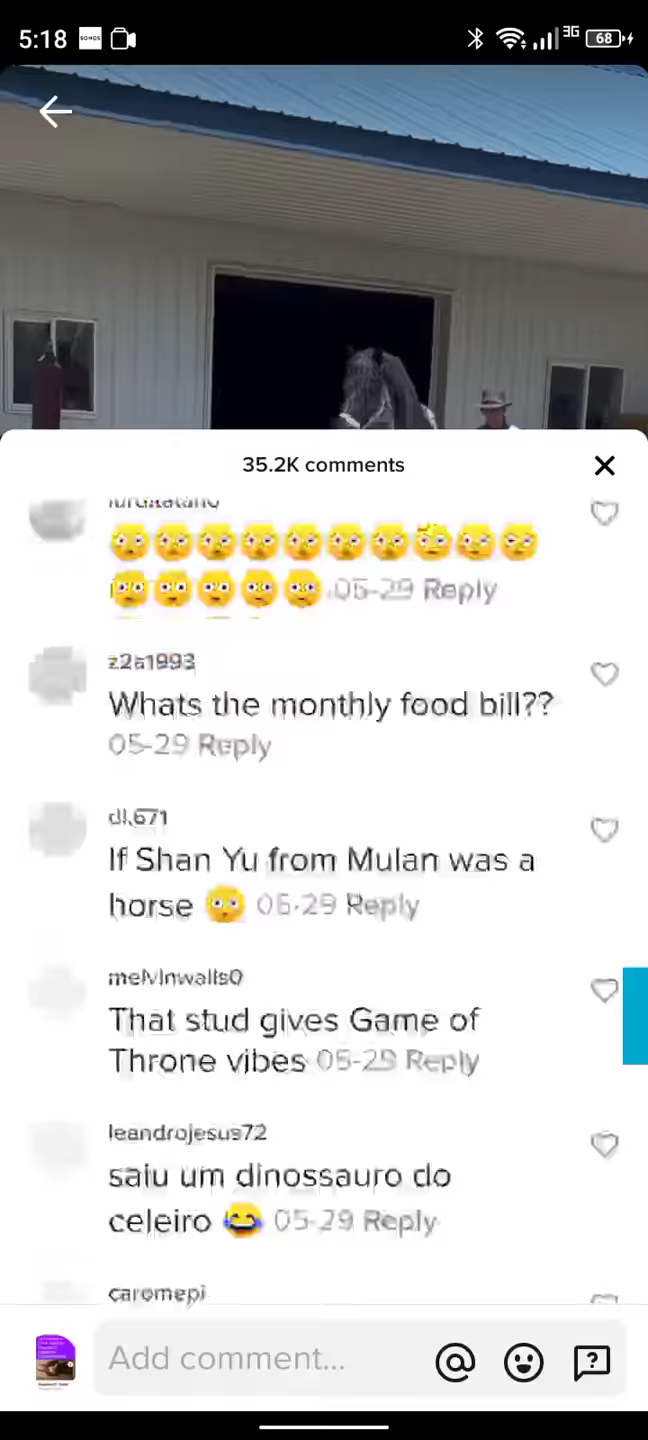 5:18
SONOS
3G
68
35.2K comments
05-29 Reply
z2a1993
Whats the monthly food bill??
05-29 Reply
If Shan Yu from Mulan was a
horse 😳 05-29 Reply
melvinwalls0
That stud gives Game of
Throne vibes 05-29 Reply
leandrojesus72
saiu um dinossauro do
celeiro 😂 05-29 Reply
caromepi
Add comment...